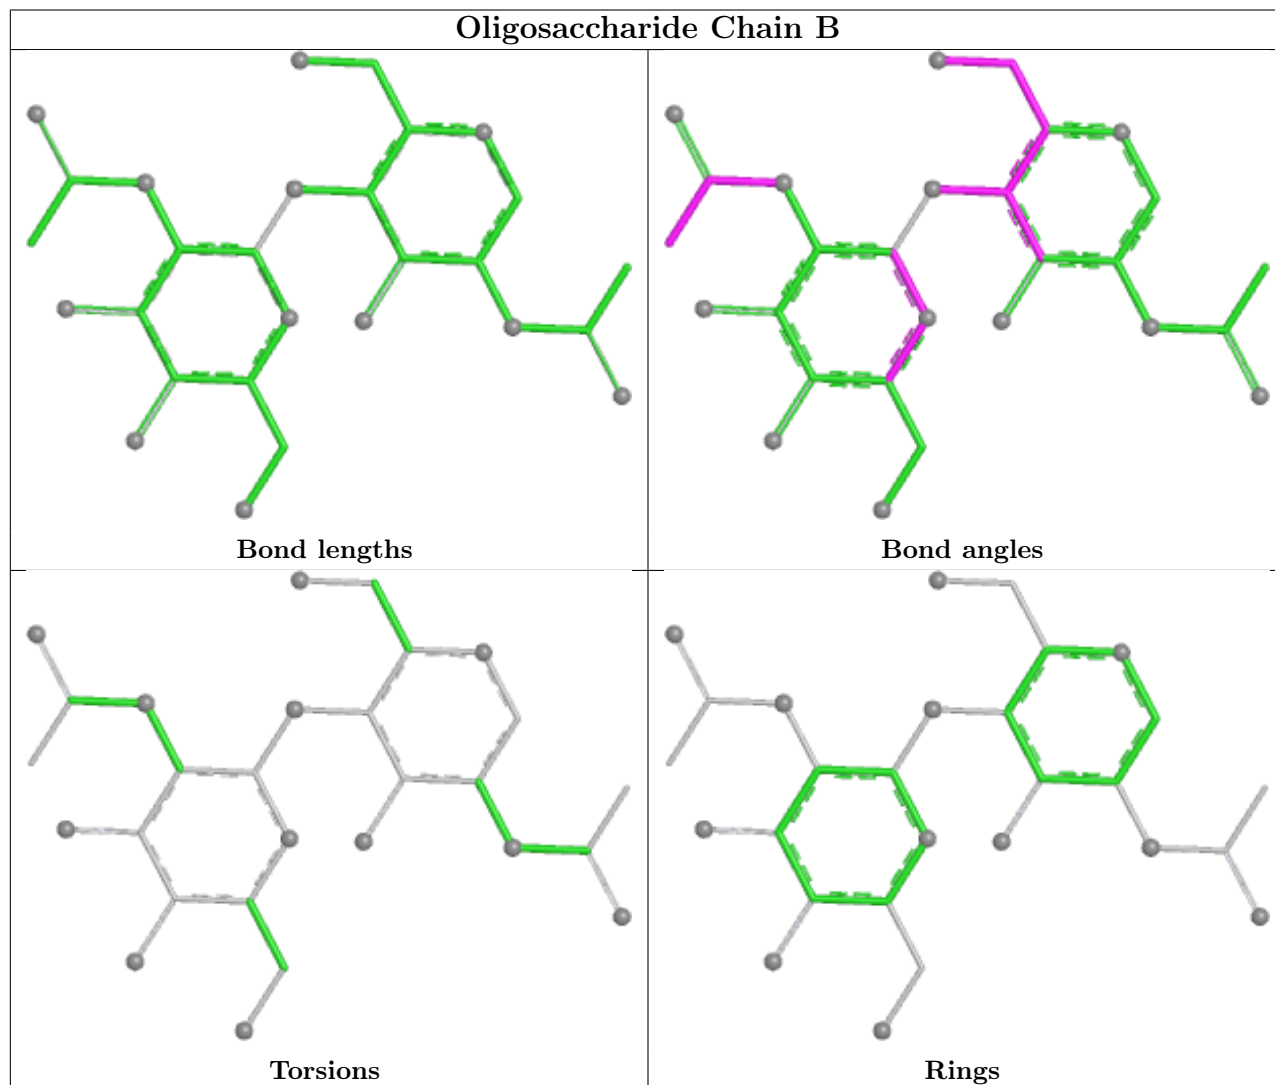 Oligosaccharide Chain B
Bond lengths
Bond angles
Torsions
Rings